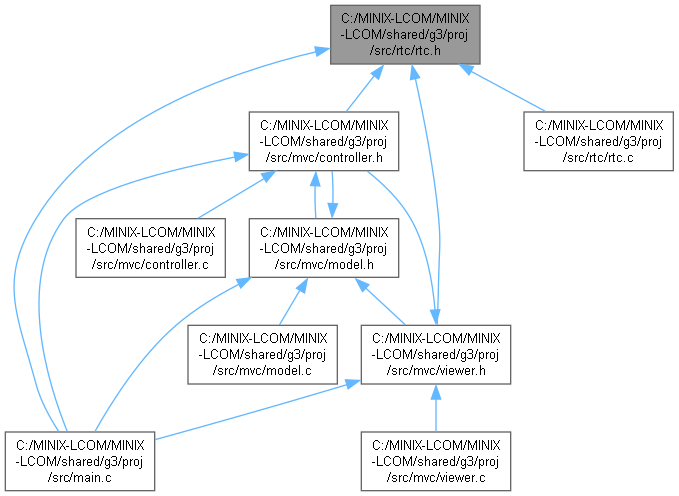 C:/MINIX-LCOM/MINIX
-LCOM/shared/g3/proj
/src/rtc/rtc.h
C:/MINIX-LCOM/MINIX
-LCOM/shared/g3/proj
/src/mvc/controller.h
C:/MINIX-LCOM/MINIX
-LCOM/shared/g3/proj
/src/rtc/rtc.c
C:/MINIX-LCOM/MINIX
-LCOM/shared/g3/proj
/src/mvc/controller.c
C:/MINIX-LCOM/MINIX
-LCOM/shared/g3/proj
/src/mvc/model.h
C:/MINIX-LCOM/MINIX
-LCOM/shared/g3/proj
/src/mvc/model.c
C:/MINIX-LCOM/MINIX
-LCOM/shared/g3/proj
/src/mvc/viewer.h
C:/MINIX-LCOM/MINIX
-LCOM/shared/g3/proj
/src/main.c
C:/MINIX-LCOM/MINIX
-LCOM/shared/g3/proj
/src/mvc/viewer.c